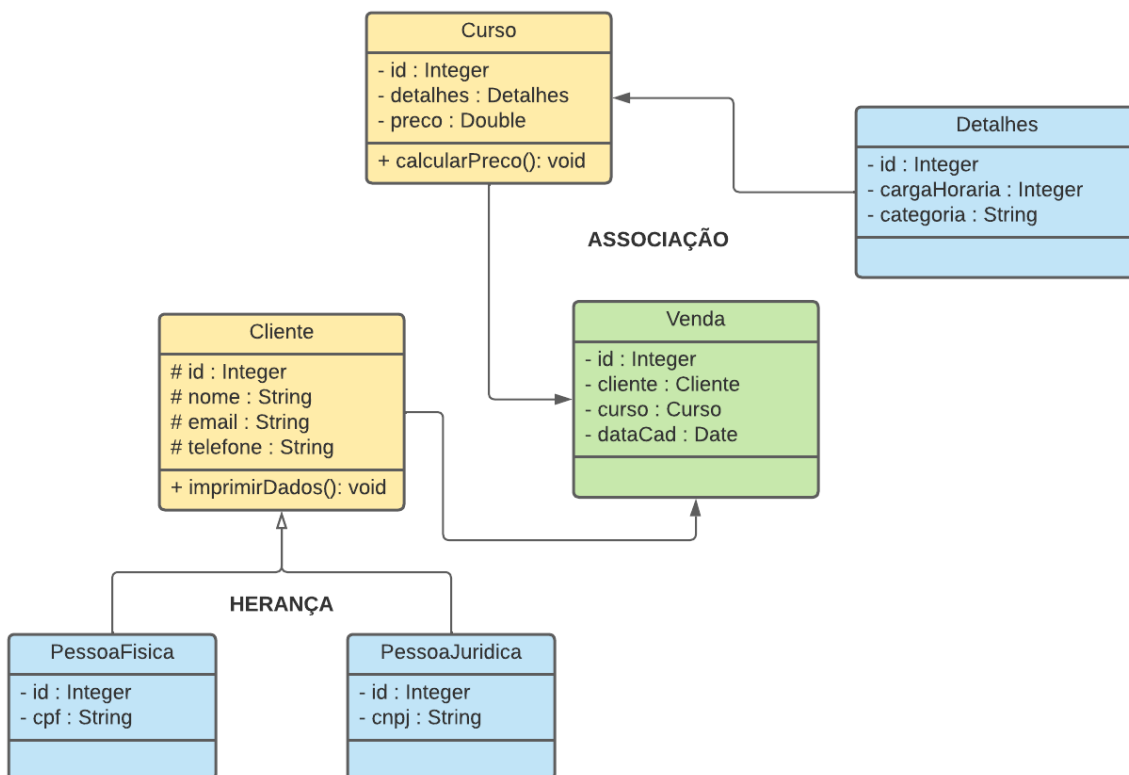 Curso
- id : Integer
- detalhes : Detalhes
- preco : Double
+ calcularPreco(): void
Detalhes
- id : Integer
- cargaHoraria : Integer
- categoria : String
ASSOCIAÇÃO
Cliente
# id : Integer
# nome : String
# email : String
# telefone : String
+ imprimirDados(): void
Venda
- id : Integer
- cliente : Cliente
- curso : Curso
- dataCad : Date
HERANÇA
PessoaFisica
- id : Integer
- cpf : String
PessoaJuridica
- id : Integer
- cnpj : String